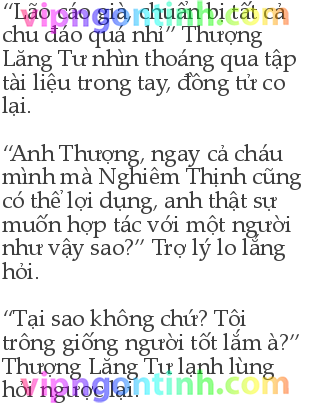 “Lão cáo già, chuẩn bị tất cả
vipngontinh.com
chu đáo quá nhỉ” Thượng
Lăng Tư nhìn thoáng qua tập
tài liệu trong tay, đồng tử co
lại.
“Anh Thượng, ngay cả cháu
mình mà Nghiêm Thịnh cũng
có thể lợi dụng, anh thật sự
muốn hợp tác với một người
như vậy sao?” Trợ lý lo lắng
hỏi.
“Tại sao không chứ? Tôi
trông giống người tốt lắm à?”
Thượng Lăng Tư lạnh lùng
hỏi ngược lại.
vipngontinh.com